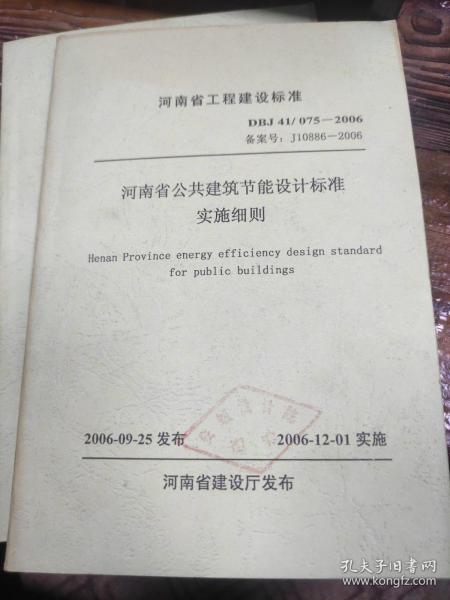 河南省工程建设标准
DBJ 41/ 075－2006
备案号：J10886－2006
河南省公共建筑节能设计标准
实施细则
Henan Province energy efficiency design standard
for public buildings
2006-09-25 发布
2006-12-01 实施
河南省建设厅发布
孔夫子旧书网
www.kongfz.com